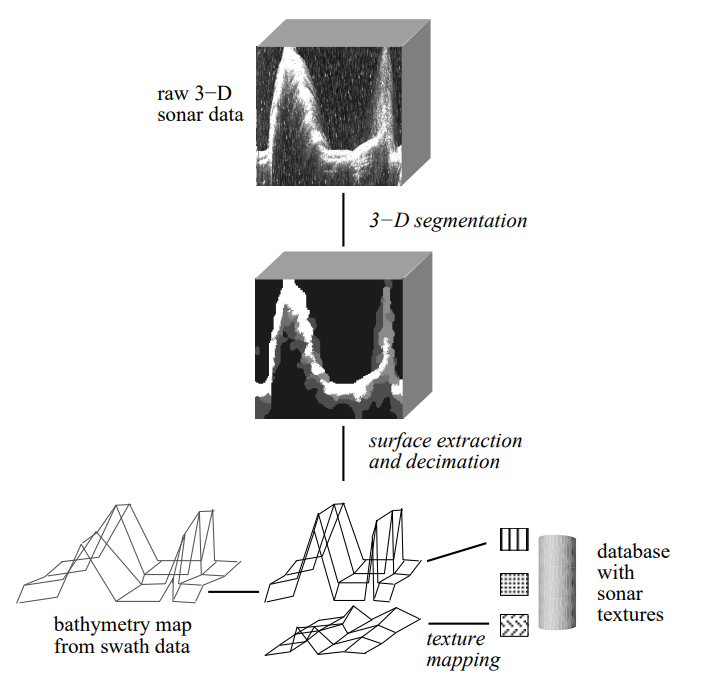 raw 3−D
sonar data
3−D segmentation
surface extraction
and decimation
database
with
sonar
textures
bathymetry map
from swath data
texture
mapping